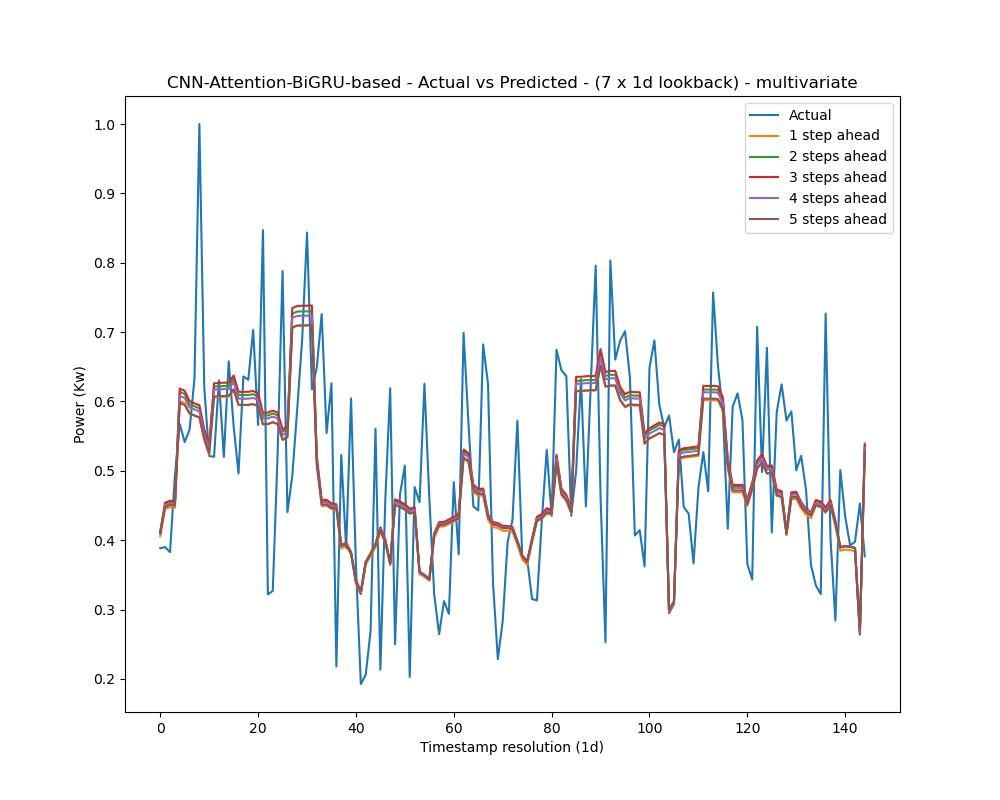 CNN-Attention-BiGRU-based - Actual vs Predicted - (7 x 1d lookback) - multivariate
Actual
1 step ahead
2 steps ahead
3 steps ahead
4 steps ahead
5 steps ahead
1.0
0.9
0.8
0.7
0.6
0.5
0.4
0.3
0.2
Power (Kw)
0 20 40 60 80 100 120 140
Timestamp resolution (1d)